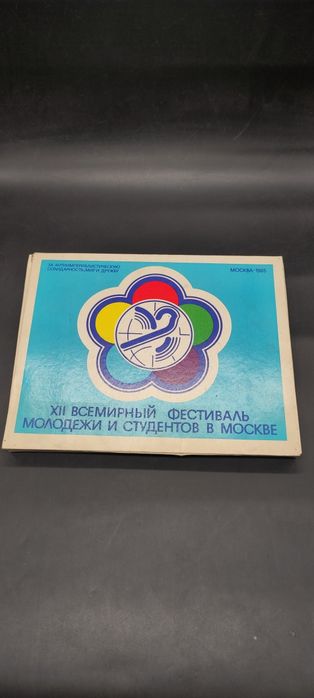 ЗА АНТИИМПЕРИАЛИСТИЧЕСКУЮ
СОЛИДАРНОСТЬ, МИР И ДРУЖБУ
МОСКВА · 1985
XII ВСЕМИРНЫЙ ФЕСТИВАЛЬ
МОЛОДЕЖИ И СТУДЕНТОВ В МОСКВЕ